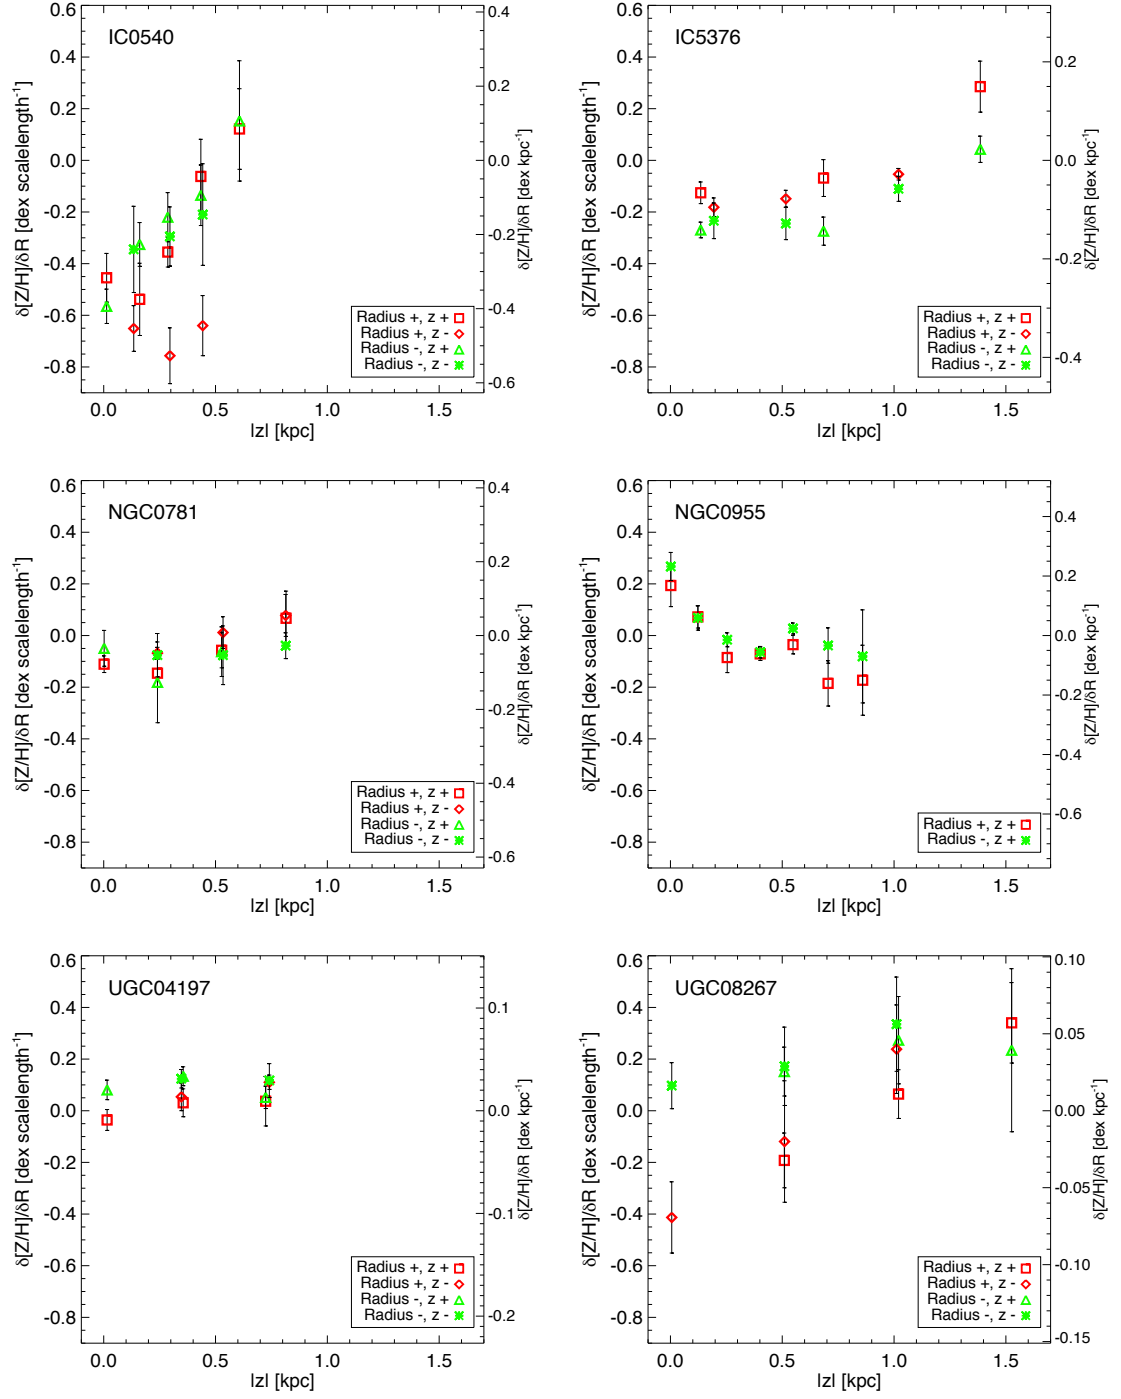 IC0540
0.6
0.4
0.2
0.0
-0.2
-0.4
-0.6
-0.8
δ[Z/H]/δR [dex scalelength⁻¹]
0.4
0.2
0.0
-0.2
-0.4
-0.6
δ[Z/H]/δR [dex kpc⁻¹]
Radius +, z +
Radius +, z -
Radius -, z +
Radius -, z -
0.0 0.5 1.0 1.5
|z| [kpc]
IC5376
0.6
0.4
0.2
0.0
-0.2
-0.4
-0.6
-0.8
δ[Z/H]/δR [dex scalelength⁻¹]
0.2
0.0
-0.2
-0.4
δ[Z/H]/δR [dex kpc⁻¹]
Radius +, z +
Radius +, z -
Radius -, z +
Radius -, z -
0.0 0.5 1.0 1.5
|z| [kpc]
NGC0781
0.6
0.4
0.2
0.0
-0.2
-0.4
-0.6
-0.8
δ[Z/H]/δR [dex scalelength⁻¹]
0.4
0.2
0.0
-0.2
-0.4
-0.6
δ[Z/H]/δR [dex kpc⁻¹]
Radius +, z +
Radius +, z -
Radius -, z +
Radius -, z -
0.0 0.5 1.0 1.5
|z| [kpc]
NGC0955
0.6
0.4
0.2
0.0
-0.2
-0.4
-0.6
-0.8
δ[Z/H]/δR [dex scalelength⁻¹]
0.4
0.2
0.0
-0.2
-0.4
-0.6
δ[Z/H]/δR [dex kpc⁻¹]
Radius +, z +
Radius -, z +
0.0 0.5 1.0 1.5
|z| [kpc]
UGC04197
0.6
0.4
0.2
0.0
-0.2
-0.4
-0.6
-0.8
δ[Z/H]/δR [dex scalelength⁻¹]
0.1
0.0
-0.1
-0.2
δ[Z/H]/δR [dex kpc⁻¹]
Radius +, z +
Radius +, z -
Radius -, z +
Radius -, z -
0.0 0.5 1.0 1.5
|z| [kpc]
UGC08267
0.6
0.4
0.2
0.0
-0.2
-0.4
-0.6
-0.8
δ[Z/H]/δR [dex scalelength⁻¹]
0.10
0.05
0.00
-0.05
-0.10
-0.15
δ[Z/H]/δR [dex kpc⁻¹]
Radius +, z +
Radius +, z -
Radius -, z +
Radius -, z -
0.0 0.5 1.0 1.5
|z| [kpc]